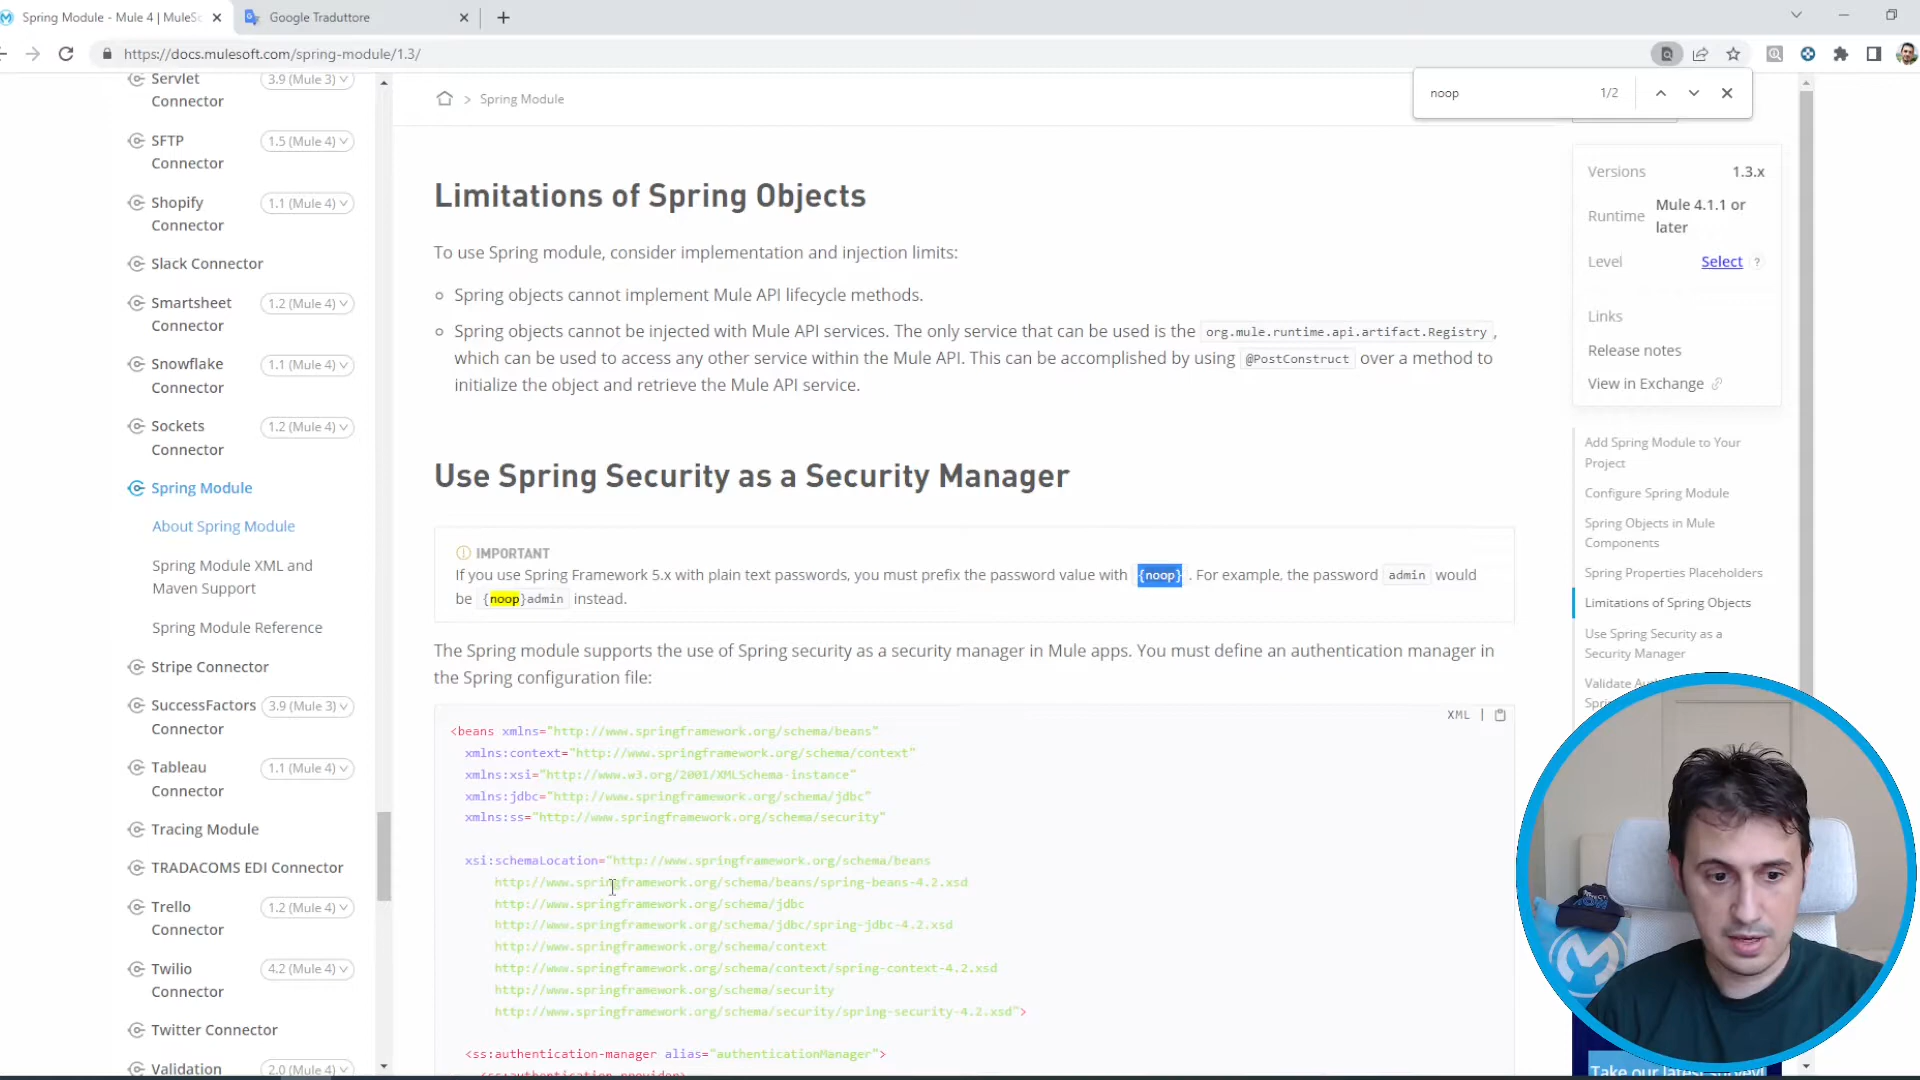 Spring Module - Mule 4 | MuleSo
Google Traduttore
https://docs.mulesoft.com/spring-module/1.3/
noop
1/2
Servlet Connector
3.9 (Mule 3)
SFTP Connector
1.5 (Mule 4)
Shopify Connector
1.1 (Mule 4)
Slack Connector
Smartsheet Connector
1.2 (Mule 4)
Snowflake Connector
1.1 (Mule 4)
Sockets Connector
1.2 (Mule 4)
Spring Module
About Spring Module
Spring Module XML and Maven Support
Spring Module Reference
Stripe Connector
SuccessFactors Connector
3.9 (Mule 3)
Tableau Connector
1.1 (Mule 4)
Tracing Module
TRADACOMS EDI Connector
Trello Connector
1.2 (Mule 4)
Twilio Connector
4.2 (Mule 4)
Twitter Connector
Validation
2.0 (Mule 4)
> Spring Module
Limitations of Spring Objects
To use Spring module, consider implementation and injection limits:
Spring objects cannot implement Mule API lifecycle methods.
Spring objects cannot be injected with Mule API services. The only service that can be used is the org.mule.runtime.api.artifact.Registry ,
which can be used to access any other service within the Mule API. This can be accomplished by using @PostConstruct over a method to
initialize the object and retrieve the Mule API service.
Use Spring Security as a Security Manager
IMPORTANT
If you use Spring Framework 5.x with plain text passwords, you must prefix the password value with {noop} . For example, the password admin would
be {noop}admin instead.
The Spring module supports the use of Spring security as a security manager in Mule apps. You must define an authentication manager in
the Spring configuration file:
XML |
<beans xmlns="http://www.springframework.org/schema/beans"
xmlns:context="http://www.springframework.org/schema/context"
xmlns:xsi="http://www.w3.org/2001/XMLSchema-instance"
xmlns:jdbc="http://www.springframework.org/schema/jdbc"
xmlns:ss="http://www.springframework.org/schema/security"
xsi:schemaLocation="http://www.springframework.org/schema/beans
http://www.springframework.org/schema/beans/spring-beans-4.2.xsd
http://www.springframework.org/schema/jdbc
http://www.springframework.org/schema/jdbc/spring-jdbc-4.2.xsd
http://www.springframework.org/schema/context
http://www.springframework.org/schema/context/spring-context-4.2.xsd
http://www.springframework.org/schema/security
http://www.springframework.org/schema/security/spring-security-4.2.xsd">
<ss:authentication-manager alias="authenticationManager">
<ss:authentication-provider>
Versions
1.3.x
Runtime
Mule 4.1.1 or later
Level
Select
?
Links
Release notes
View in Exchange
Add Spring Module to Your
Project
Configure Spring Module
Spring Objects in Mule
Components
Spring Properties Placeholders
Limitations of Spring Objects
Use Spring Security as a
Security Manager
Validate
Take our latest survey!